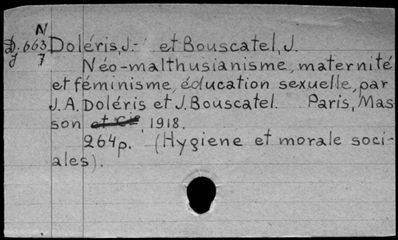 N
D.663 Doléris, J.- et Bouscatel, J.
7 Néo-malthusianisme, maternité
et féminisme, éducation sexuelle, par
J.A. Doléris et J. Bouscatel. Paris, Mas-
son et Cie, 1918.
264p. (Hygiene et morale soci-
ales).